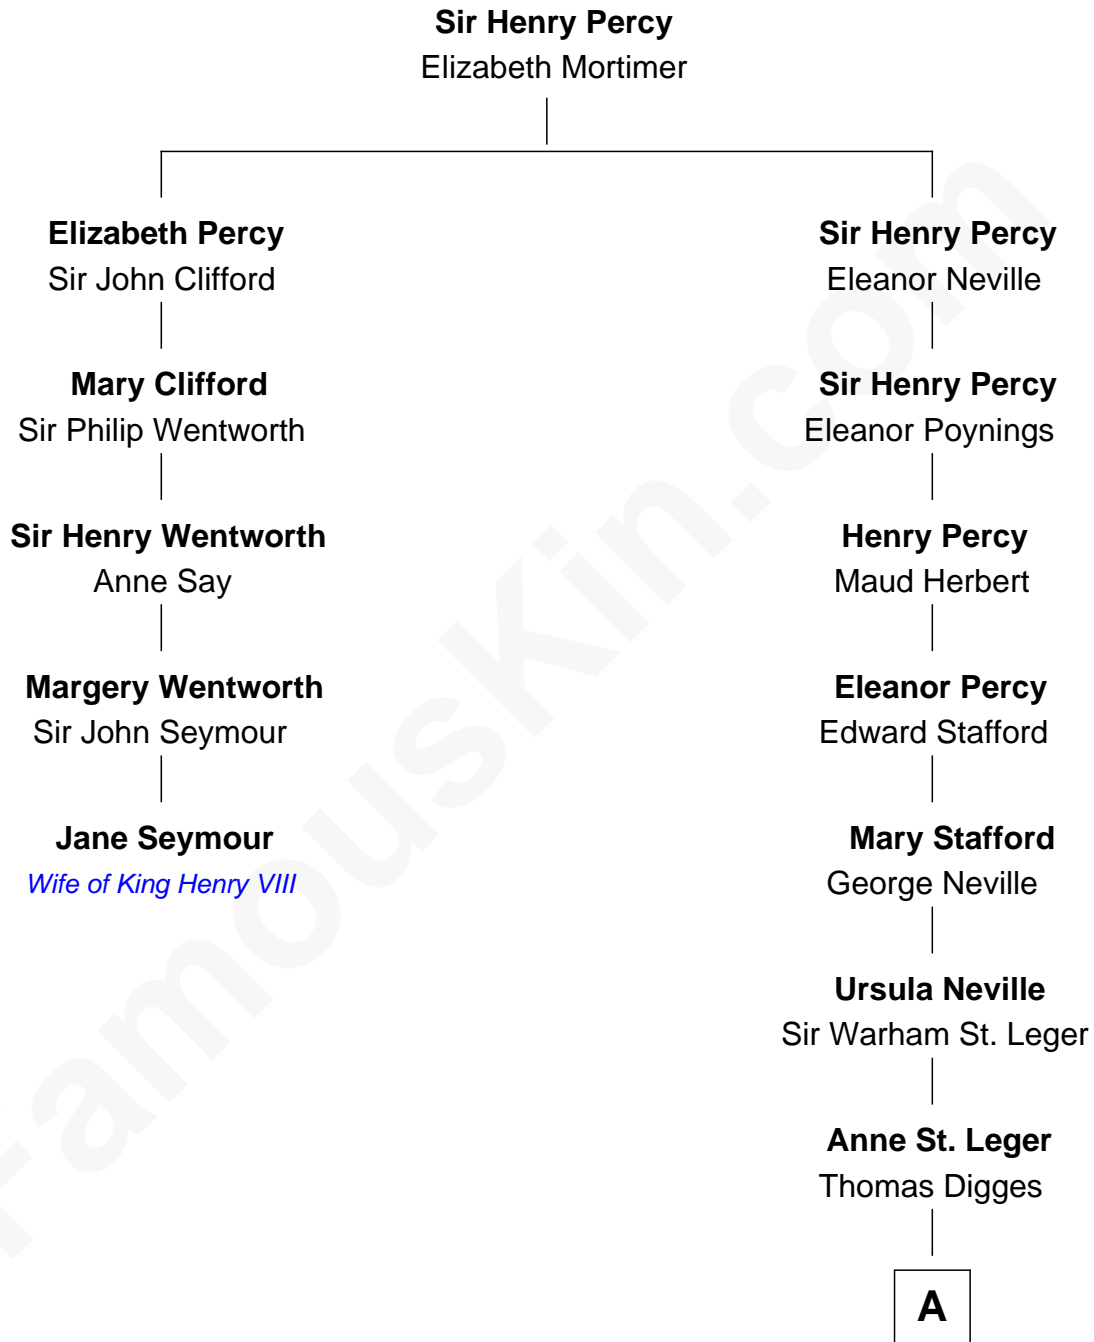 Sir Henry Percy
Elizabeth Mortimer
Elizabeth Percy
Sir John Clifford
Mary Clifford
Sir Philip Wentworth
Sir Henry Wentworth
Anne Say
Margery Wentworth
Sir John Seymour
Jane Seymour
Wife of King Henry VIII
Sir Henry Percy
Eleanor Neville
Sir Henry Percy
Eleanor Poynings
Henry Percy
Maud Herbert
Eleanor Percy
Edward Stafford
Mary Stafford
George Neville
Ursula Neville
Sir Warham St. Leger
Anne St. Leger
Thomas Digges
A
FamousKin.com